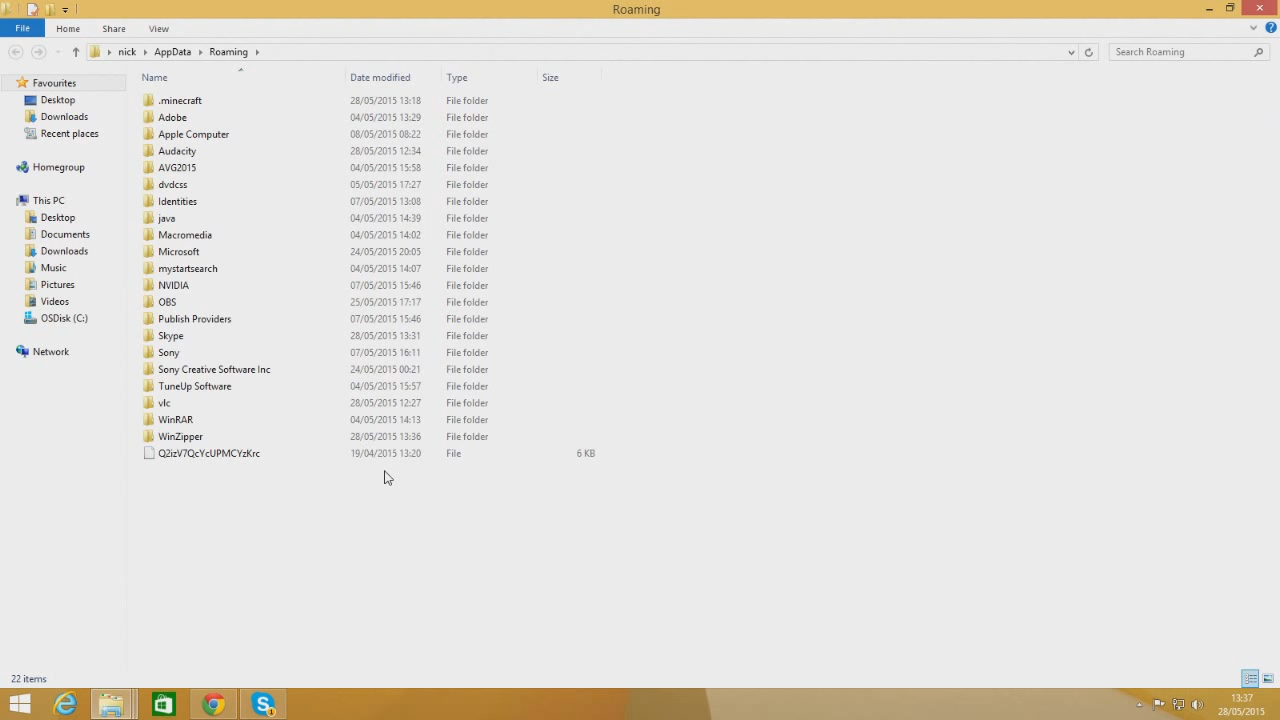 Roaming
File Home Share View
nick AppData Roaming Search Roaming
Name Date modified Type Size
Favourites
Desktop
Downloads
Recent places
Homegroup
This PC
Desktop
Documents
Downloads
Music
Pictures
Videos
OSDisk (C:)
Network
.minecraft 28/05/2015 13:18 File folder
Adobe 04/05/2015 13:29 File folder
Apple Computer 08/05/2015 08:22 File folder
Audacity 28/05/2015 12:34 File folder
AVG2015 04/05/2015 15:58 File folder
dvdcss 05/05/2015 17:27 File folder
Identities 07/05/2015 13:08 File folder
java 04/05/2015 14:39 File folder
Macromedia 04/05/2015 14:02 File folder
Microsoft 24/05/2015 20:05 File folder
mystartsearch 04/05/2015 14:07 File folder
NVIDIA 07/05/2015 15:46 File folder
OBS 25/05/2015 17:17 File folder
Publish Providers 07/05/2015 15:46 File folder
Skype 28/05/2015 13:31 File folder
Sony 07/05/2015 16:11 File folder
Sony Creative Software Inc 24/05/2015 00:21 File folder
TuneUp Software 04/05/2015 15:57 File folder
vlc 28/05/2015 12:27 File folder
WinRAR 04/05/2015 14:13 File folder
WinZipper 28/05/2015 13:36 File folder
Q2izV7QcYcUPMCYzKrc 19/04/2015 13:20 File 6 KB
22 items
13:37
28/05/2015